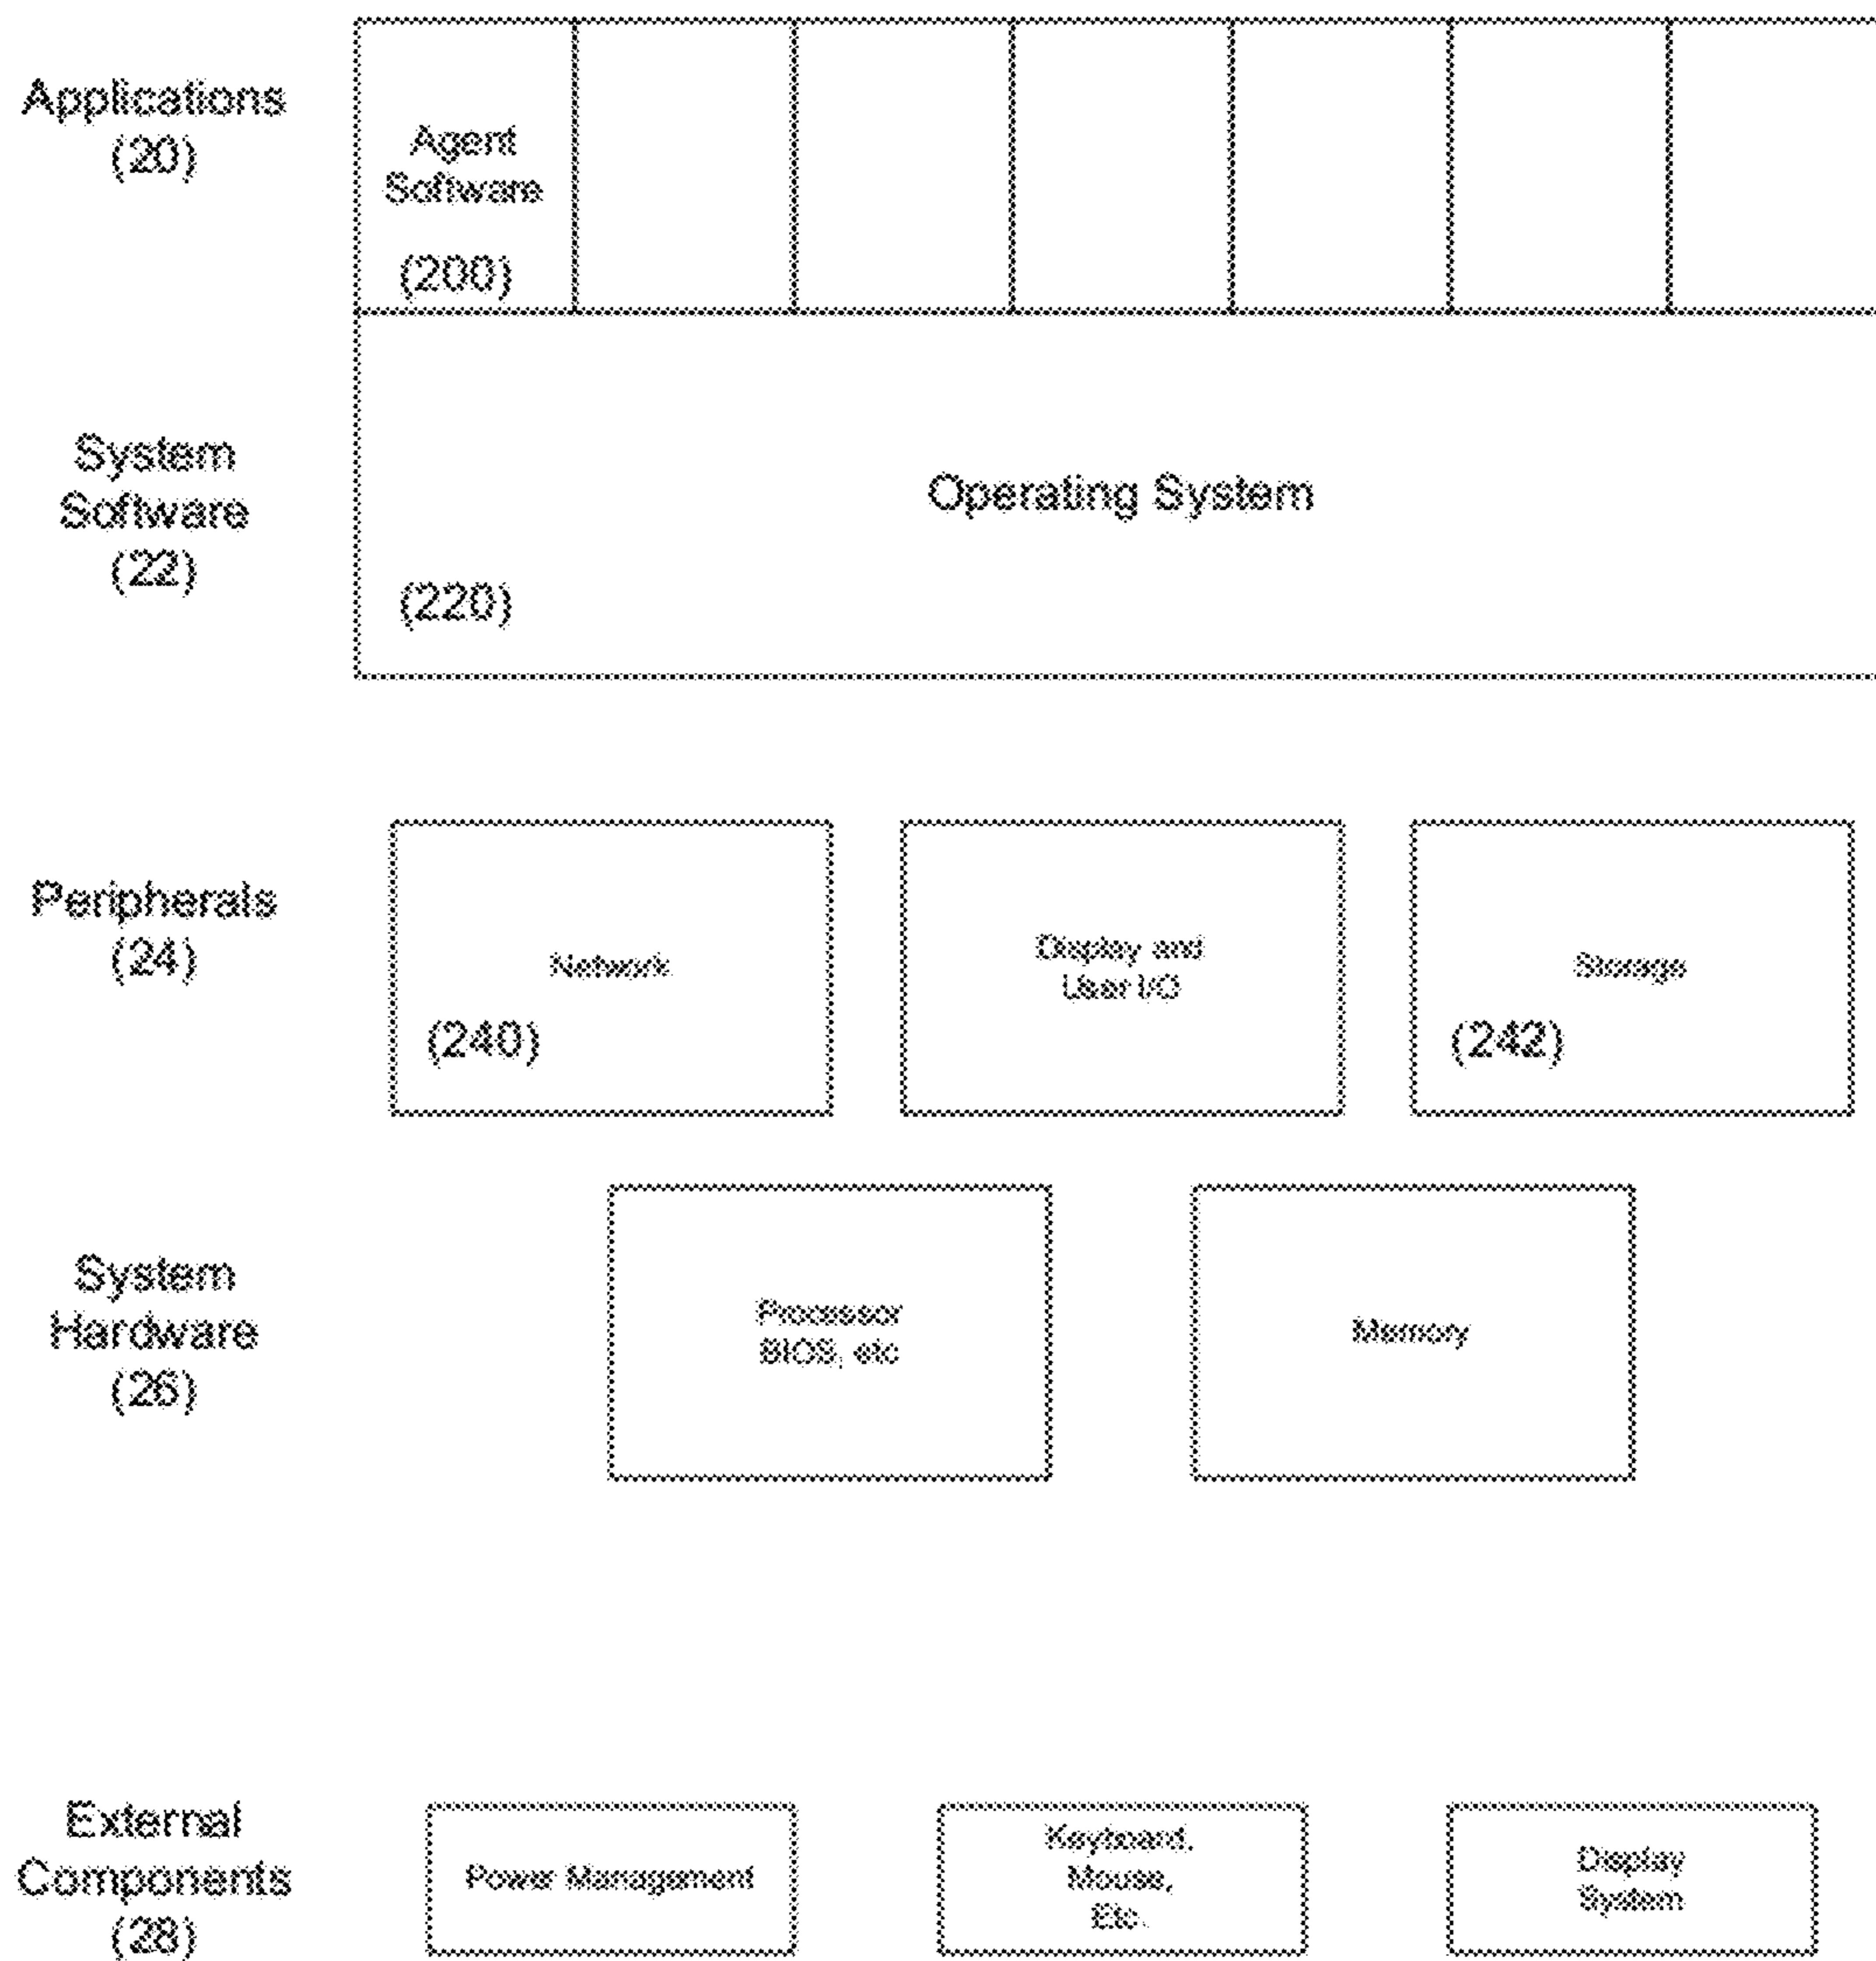 Applications
(20)
Agent
Software
(200)
System
Software
(22)
Operating System
(220)
Peripherals
(24)
Network
(240)
Display and
User I/O
Storage
(242)
System
Hardware
(26)
Processor
BIOS, etc
Memory
External
Components
(28)
Power Management
Keyboard,
Mouse,
Etc.
Display
System